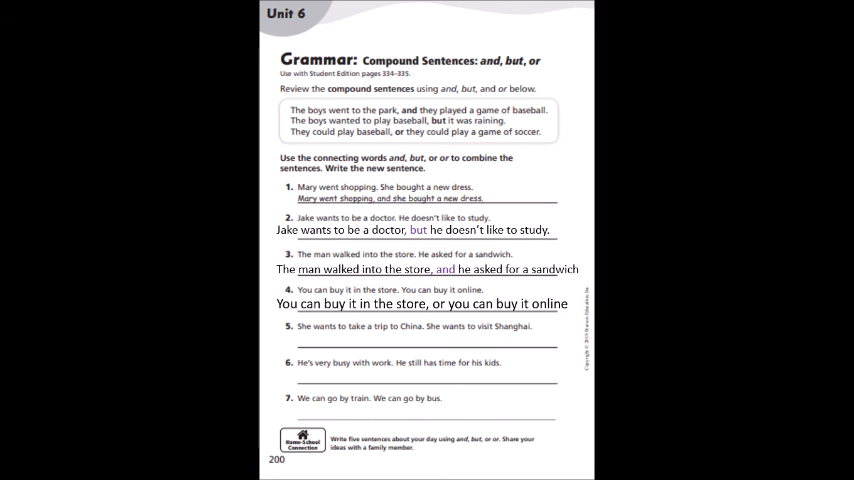 Unit 6
Grammar: Compound Sentences: and, but, or
Use with Student Edition pages 334–335.
Review the compound sentences using and, but, and or below.
The boys went to the park, and they played a game of baseball.
The boys wanted to play baseball, but it was raining.
They could play baseball, or they could play a game of soccer.
Use the connecting words and, but, or or to combine the
sentences. Write the new sentence.
1. Mary went shopping. She bought a new dress.
Mary went shopping, and she bought a new dress.
2. Jake wants to be a doctor. He doesn't like to study.
Jake wants to be a doctor, but he doesn't like to study.
3. The man walked into the store. He asked for a sandwich.
The man walked into the store, and he asked for a sandwich
4. You can buy it in the store. You can buy it online.
You can buy it in the store, or you can buy it online
5. She wants to take a trip to China. She wants to visit Shanghai.
6. He's very busy with work. He still has time for his kids.
7. We can go by train. We can go by bus.
Home-School
Connection
Write five sentences about your day using and, but, or or. Share your
ideas with a family member.
200
Copyright © 2019 Pearson Education, Inc.